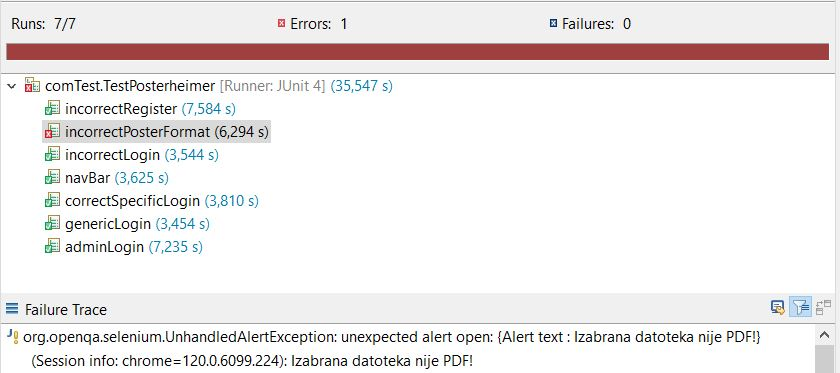 Runs: 7/7 Errors: 1 Failures: 0
comTest.TestPosterheimer [Runner: JUnit 4] (35,547 s)
incorrectRegister (7,584 s)
incorrectPosterFormat (6,294 s)
incorrectLogin (3,544 s)
navBar (3,625 s)
correctSpecificLogin (3,810 s)
genericLogin (3,454 s)
adminLogin (7,235 s)
Failure Trace
org.openqa.selenium.UnhandledAlertException: unexpected alert open: {Alert text : Izabrana datoteka nije PDF!}
(Session info: chrome=120.0.6099.224): Izabrana datoteka nije PDF!